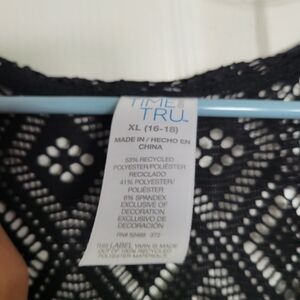 TIME AND
TRU™
XL (16-18)
MADE IN / HECHO EN
CHINA
53% RECYCLED
POLYESTER/POLIÉSTER
RECICLADO
41% POLYESTER/
POLIÉSTER
6% SPANDEX
EXCLUSIVE OF
DECORATION
EXCLUSIVO DE
DECORACIÓN
THIS LABEL YARN IS MADE
OUT OF 100% RECYCLED
POLYESTER MATERIALS